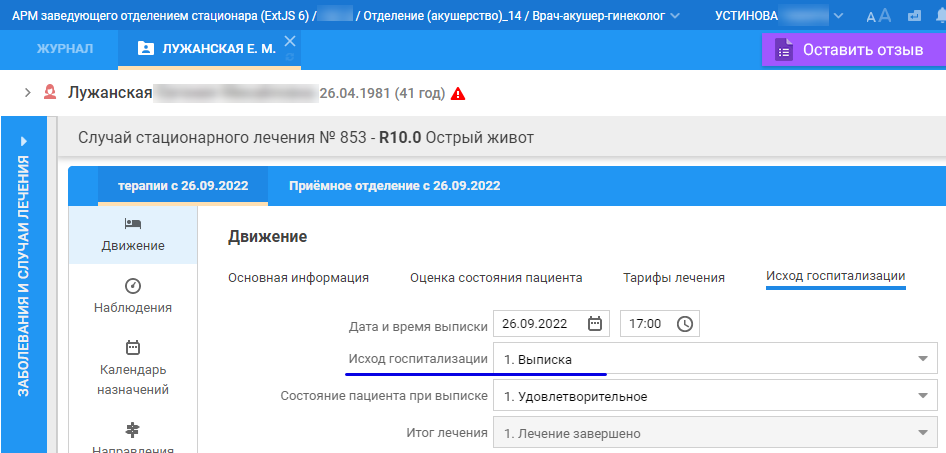 АРМ заведующего отделением стационара (ExtJS 6) / / Отделение (акушерство)_14 / Врач-акушер-гинеколог УСТИНОВА АА
ЖУРНАЛ ЛУЖАНСКАЯ Е. М. Оставить отзыв
Лужанская 26.04.1981 (41 год)
Случай стационарного лечения № 853 - R10.0 Острый живот
ЗАБОЛЕВАНИЯ И СЛУЧАИ ЛЕЧЕНИЯ
терапии с 26.09.2022 Приёмное отделение с 26.09.2022
Движение
Наблюдения
Календарь
назначений
Направления
Движение
Основная информация Оценка состояния пациента Тарифы лечения Исход госпитализации
Дата и время выписки 26.09.2022 17:00
Исход госпитализации 1. Выписка
Состояние пациента при выписке 1. Удовлетворительное
Итог лечения 1. Лечение завершено